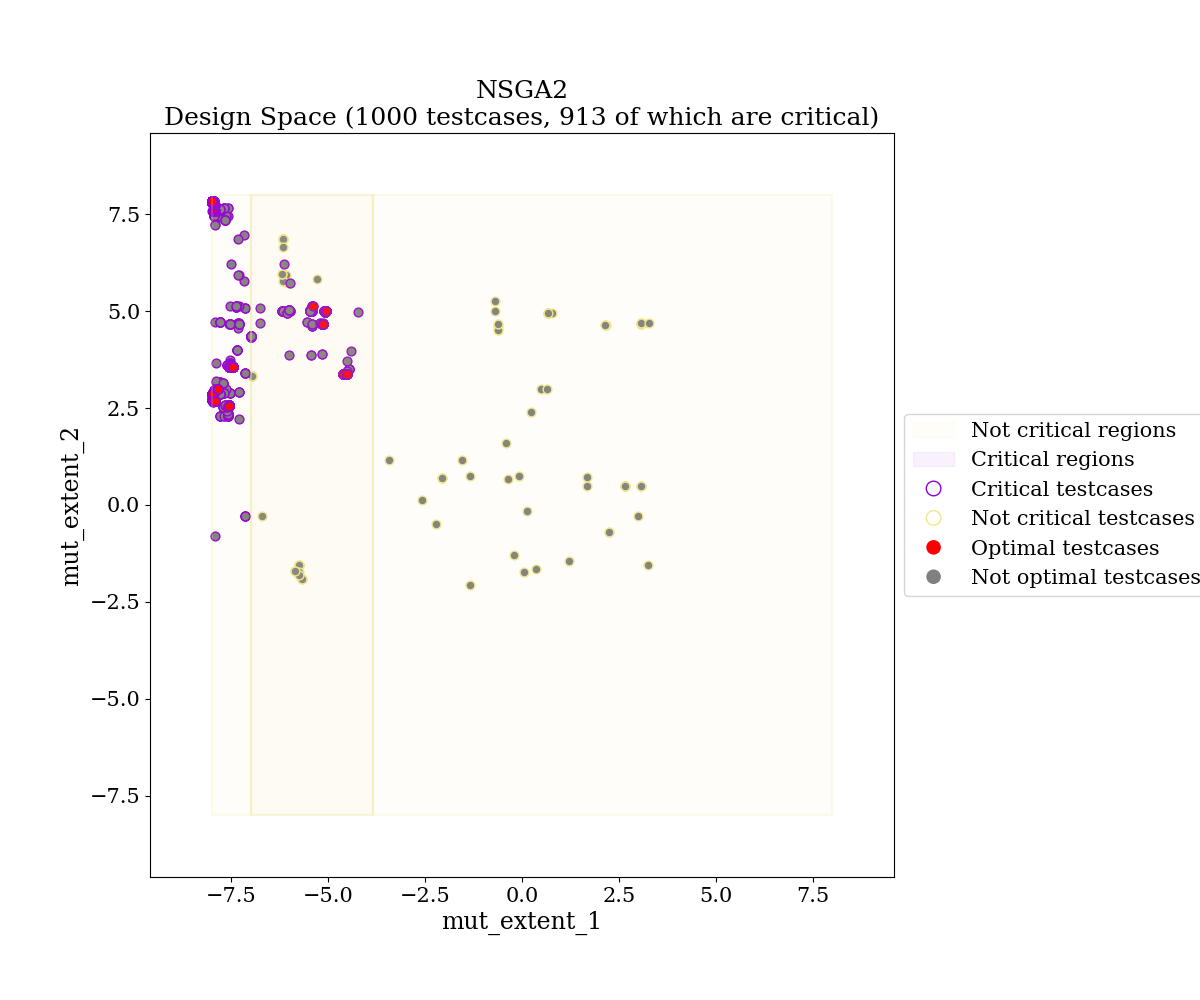 NSGA2
Design Space (1000 testcases, 913 of which are critical)
7.5
5.0
2.5
0.0
−2.5
−5.0
−7.5
mut_extent_2
−7.5 −5.0 −2.5 0.0 2.5 5.0 7.5
mut_extent_1
Not critical regions
Critical regions
Critical testcases
Not critical testcases
Optimal testcases
Not optimal testcases